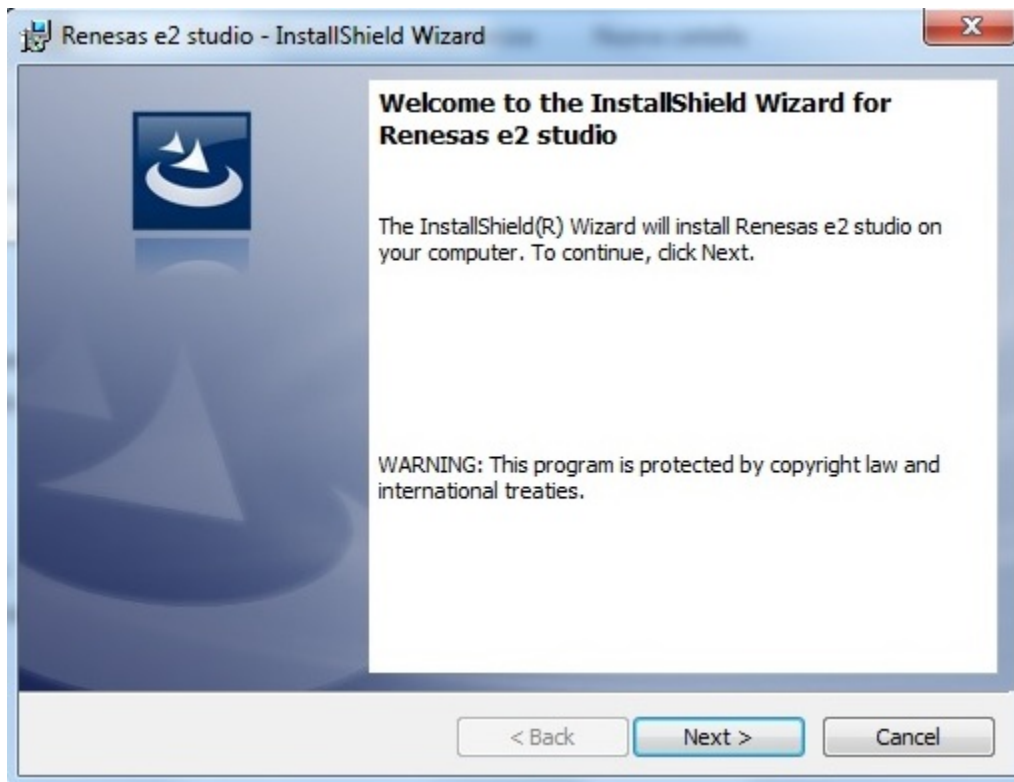 Renesas e2 studio - InstallShield Wizard
Welcome to the InstallShield Wizard for
Renesas e2 studio
The InstallShield(R) Wizard will install Renesas e2 studio on
your computer. To continue, click Next.
WARNING: This program is protected by copyright law and
international treaties.
< Back
Next >
Cancel